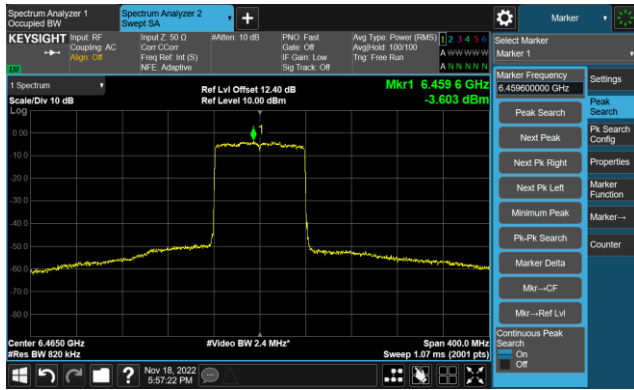 Spectrum Analyzer 1
Occupied BW
Spectrum Analyzer 2
Swept SA
Marker
KEYSIGHT
Input: RF
Coupling: AC
Align: Off
Input Z: 50 Ω
Corr CCorr
Freq Ref: Int (S)
NFE: Adaptive
#Atten: 10 dB
PNO: Fast
Gate: Off
IF Gain: Low
Sig Track: Off
Avg Type: Power (RMS)
Avg|Hold: 100/100
Trig: Free Run
1 2 3 4 5 6
A W W W W W
A N N N N N
Select Marker
Marker 1
1 Spectrum
Scale/Div 10 dB
Log
Ref Lvl Offset 12.40 dB
Ref Level 10.00 dBm
Mkr1 6.459 6 GHz
-3.603 dBm
Marker Frequency
6.459600000 GHz
Peak Search
Next Peak
Next Pk Right
Next Pk Left
Minimum Peak
Pk-Pk Search
Marker Delta
Mkr→CF
Mkr→Ref Lvl
Continuous Peak
Search
On
Off
Settings
Peak
Search
Pk Search
Config
Properties
Marker
Function
Marker→
Counter
1
0.00
-10.0
-20.0
-30.0
-40.0
-50.0
-60.0
-70.0
-80.0
Center 6.4650 GHz
#Res BW 820 kHz
#Video BW 2.4 MHz*
Span 400.0 MHz
Sweep 1.07 ms (2001 pts)
?
Nov 18, 2022
5:57:22 PM